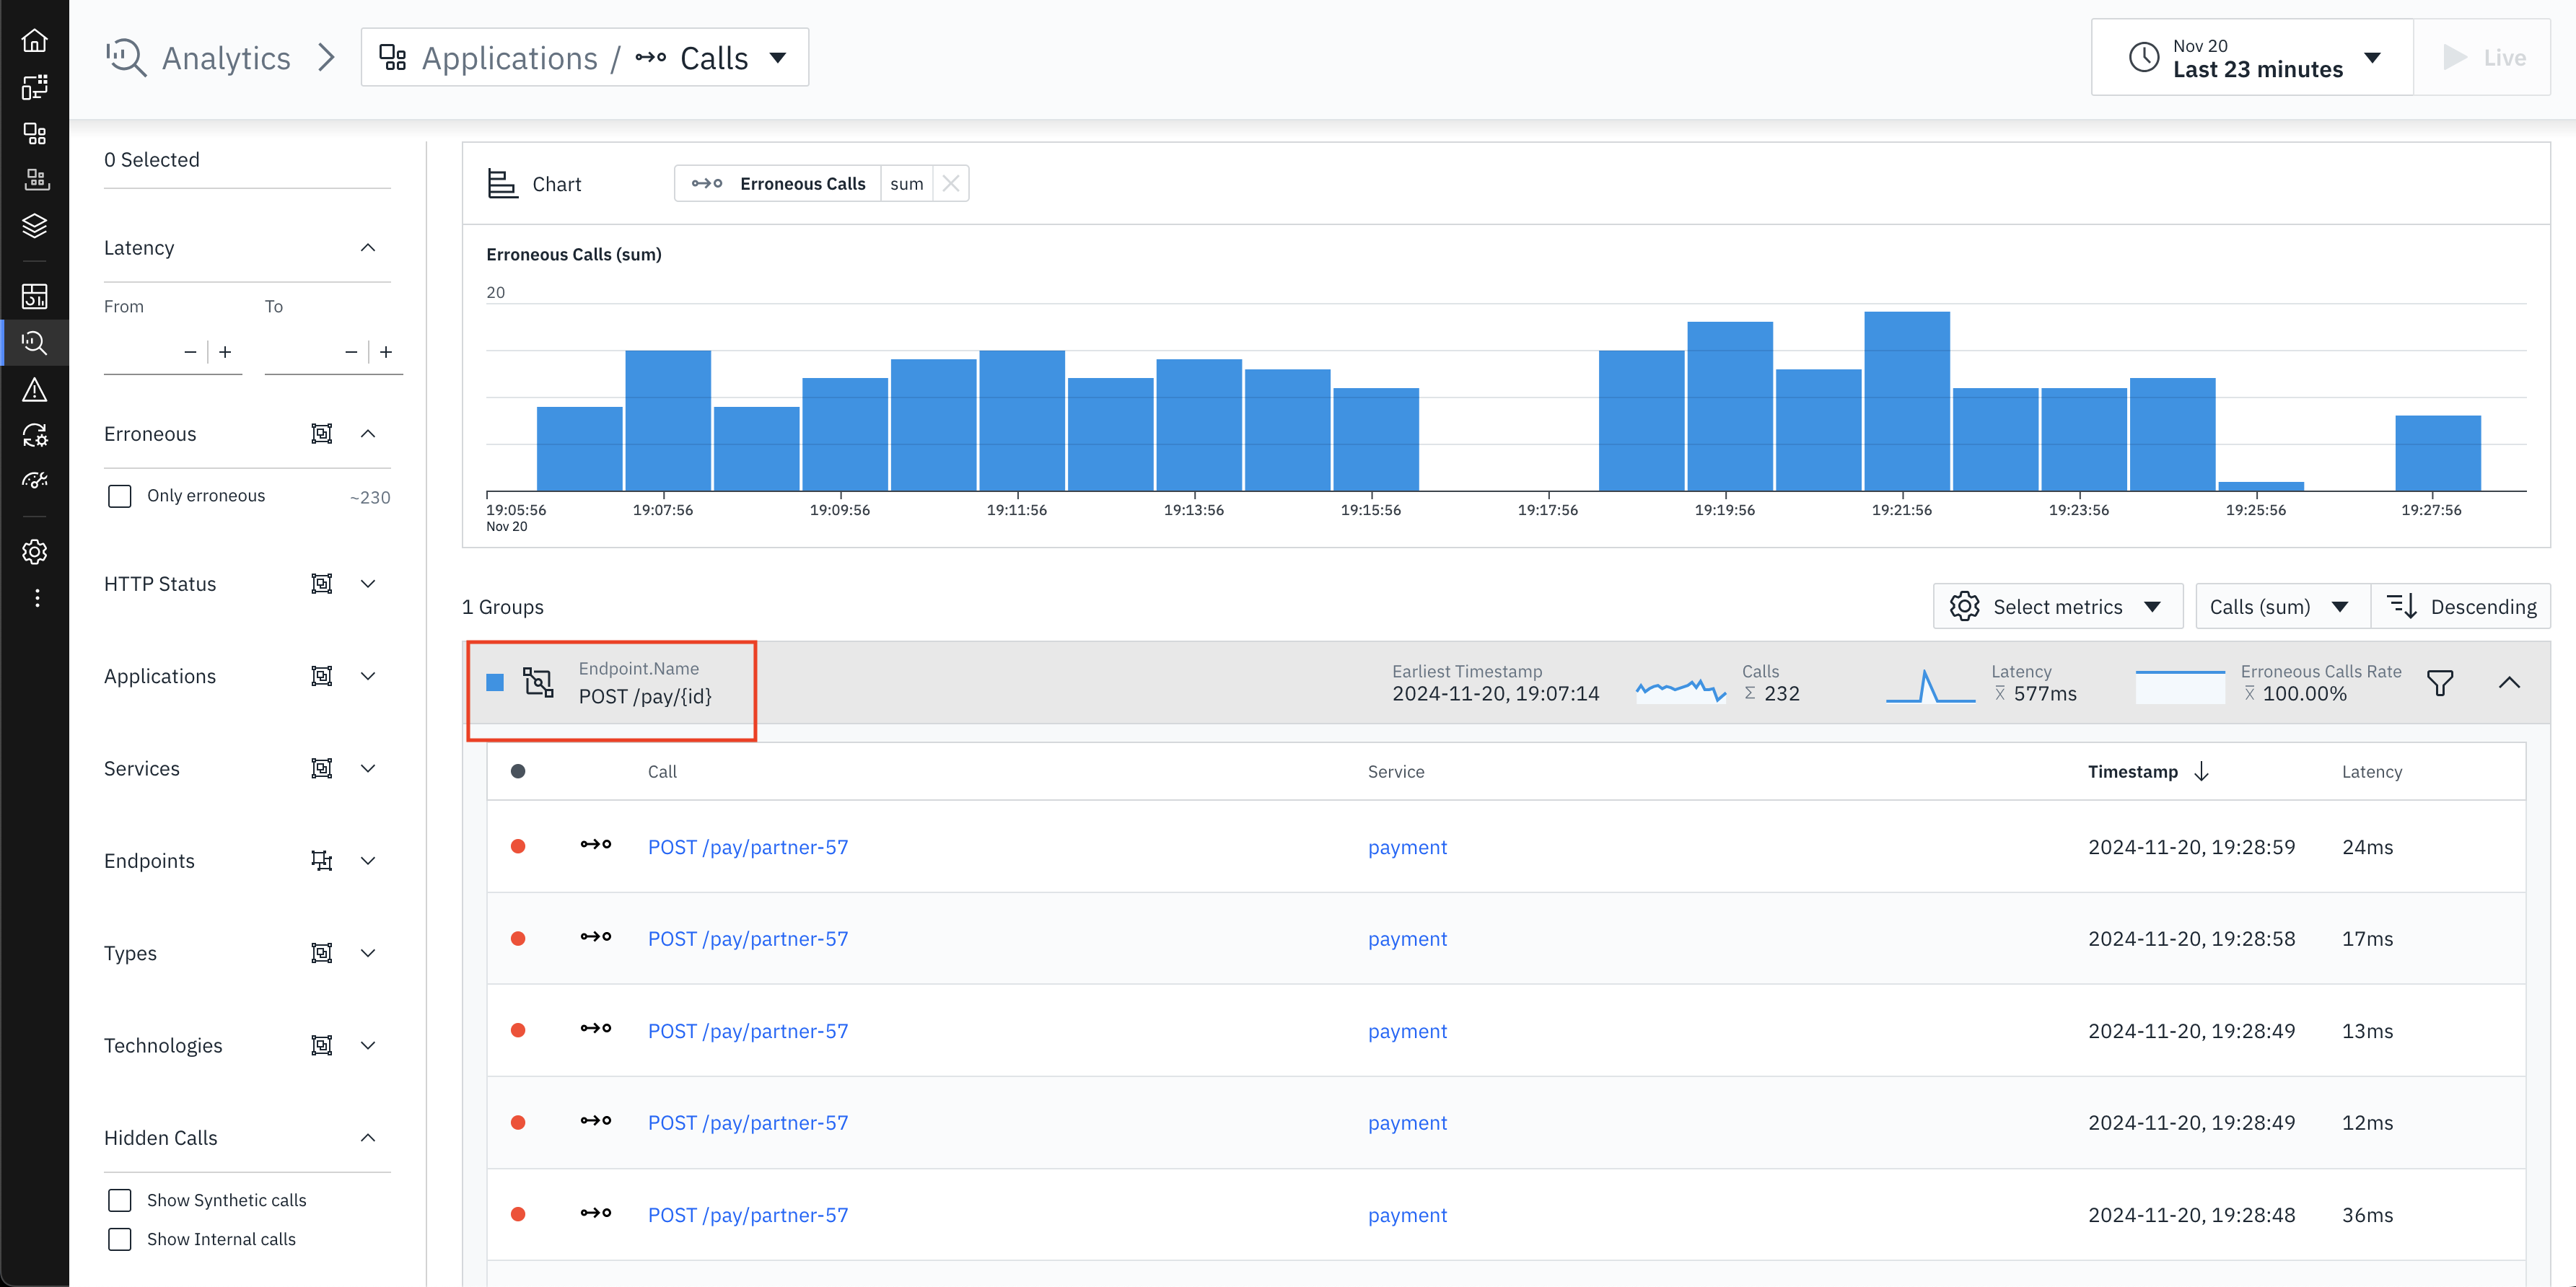 Analytics
Applications / Calls
Nov 20
Last 23 minutes
Live
0 Selected
Latency
From To
Erroneous
Only erroneous ~230
HTTP Status
Applications
Services
Endpoints
Types
Technologies
Hidden Calls
Show Synthetic calls
Show Internal calls
Chart
Erroneous Calls sum
Erroneous Calls (sum)
20
19:05:56 19:07:56 19:09:56 19:11:56 19:13:56 19:15:56 19:17:56 19:19:56 19:21:56 19:23:56 19:25:56 19:27:56
Nov 20
1 Groups
Select metrics
Calls (sum)
Descending
Endpoint.Name
POST /pay/{id}
Earliest Timestamp
2024-11-20, 19:07:14
Calls
Σ 232
Latency
x̅ 577ms
Erroneous Calls Rate
x̅ 100.00%
Call Service Timestamp Latency
POST /pay/partner-57 payment 2024-11-20, 19:28:59 24ms
POST /pay/partner-57 payment 2024-11-20, 19:28:58 17ms
POST /pay/partner-57 payment 2024-11-20, 19:28:49 13ms
POST /pay/partner-57 payment 2024-11-20, 19:28:49 12ms
POST /pay/partner-57 payment 2024-11-20, 19:28:48 36ms